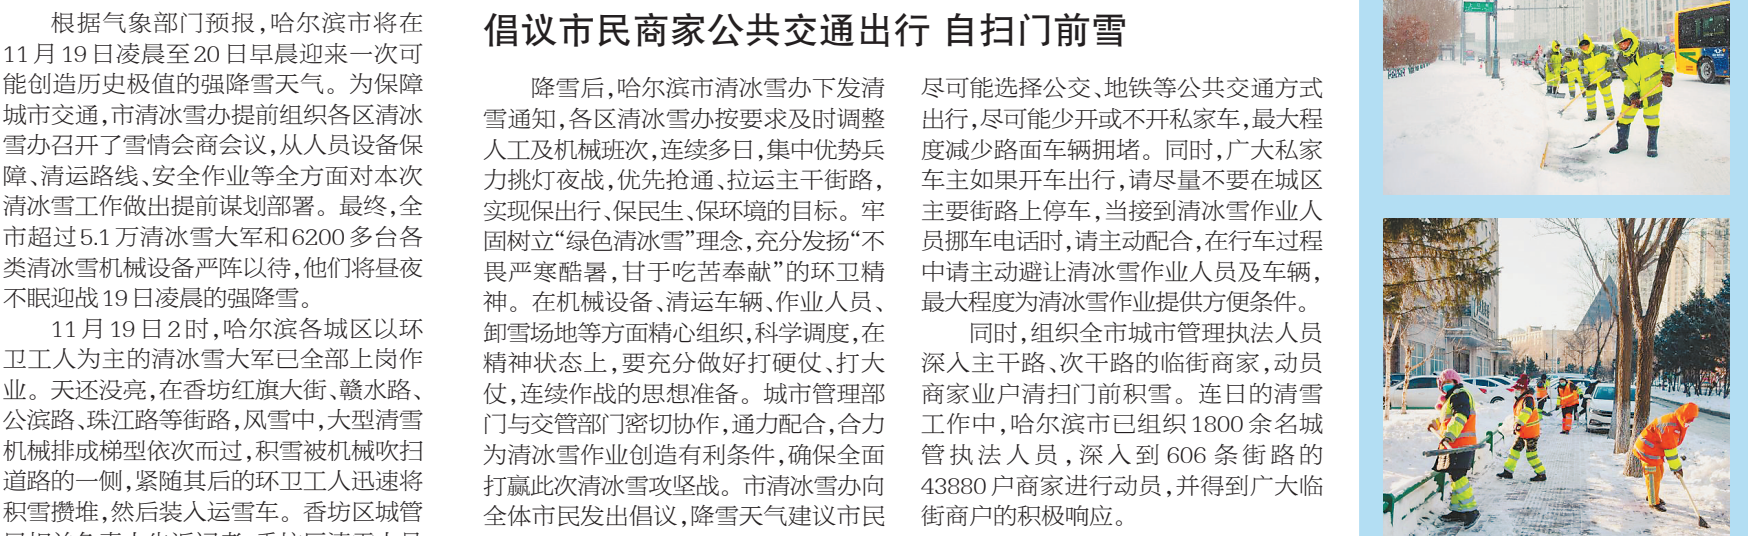 根据气象部门预报,哈尔滨市将在
11月19日凌晨至20日早晨迎来一次可
能创造历史极值的强降雪天气。为保障
城市交通,市清冰雪办提前组织各区清冰
雪办召开了雪情会商会议,从人员设备保
障、清运路线、安全作业等全方面对本次
清冰雪工作做出提前谋划部署。最终,全
市超过5.1万清冰雪大军和6200多台各
类清冰雪机械设备严阵以待,他们将昼夜
不眠迎战19日凌晨的强降雪。
11月19日2时,哈尔滨各城区以环
卫工人为主的清冰雪大军已全部上岗作
业。天还没亮,在香坊红旗大街、赣水路、
公滨路、珠江路等街路,风雪中,大型清雪
机械排成梯型依次而过,积雪被机械吹扫
道路的一侧,紧随其后的环卫工人迅速将
积雪攒堆,然后装入运雪车。香坊区城管
倡议市民商家公共交通出行 自扫门前雪
降雪后,哈尔滨市清冰雪办下发清
雪通知,各区清冰雪办按要求及时调整
人工及机械班次,连续多日,集中优势兵
力挑灯夜战,优先抢通、拉运主干街路,
实现保出行、保民生、保环境的目标。牢
固树立“绿色清冰雪”理念,充分发扬“不
畏严寒酷暑,甘于吃苦奉献”的环卫精
神。在机械设备、清运车辆、作业人员、
卸雪场地等方面精心组织,科学调度,在
精神状态上,要充分做好打硬仗、打大
仗,连续作战的思想准备。城市管理部
门与交管部门密切协作,通力配合,合力
为清冰雪作业创造有利条件,确保全面
打赢此次清冰雪攻坚战。市清冰雪办向
全体市民发出倡议,降雪天气建议市民
尽可能选择公交、地铁等公共交通方式
出行,尽可能少开或不开私家车,最大程
度减少路面车辆拥堵。同时,广大私家
车主如果开车出行,请尽量不要在城区
主要街路上停车,当接到清冰雪作业人
员挪车电话时,请主动配合,在行车过程
中请主动避让清冰雪作业人员及车辆,
最大程度为清冰雪作业提供方便条件。
同时,组织全市城市管理执法人员
深入主干路、次干路的临街商家,动员
商家业户清扫门前积雪。连日的清雪
工作中,哈尔滨市已组织1800余名城
管执法人员,深入到606条街路的
43880户商家进行动员,并得到广大临
街商户的积极响应。